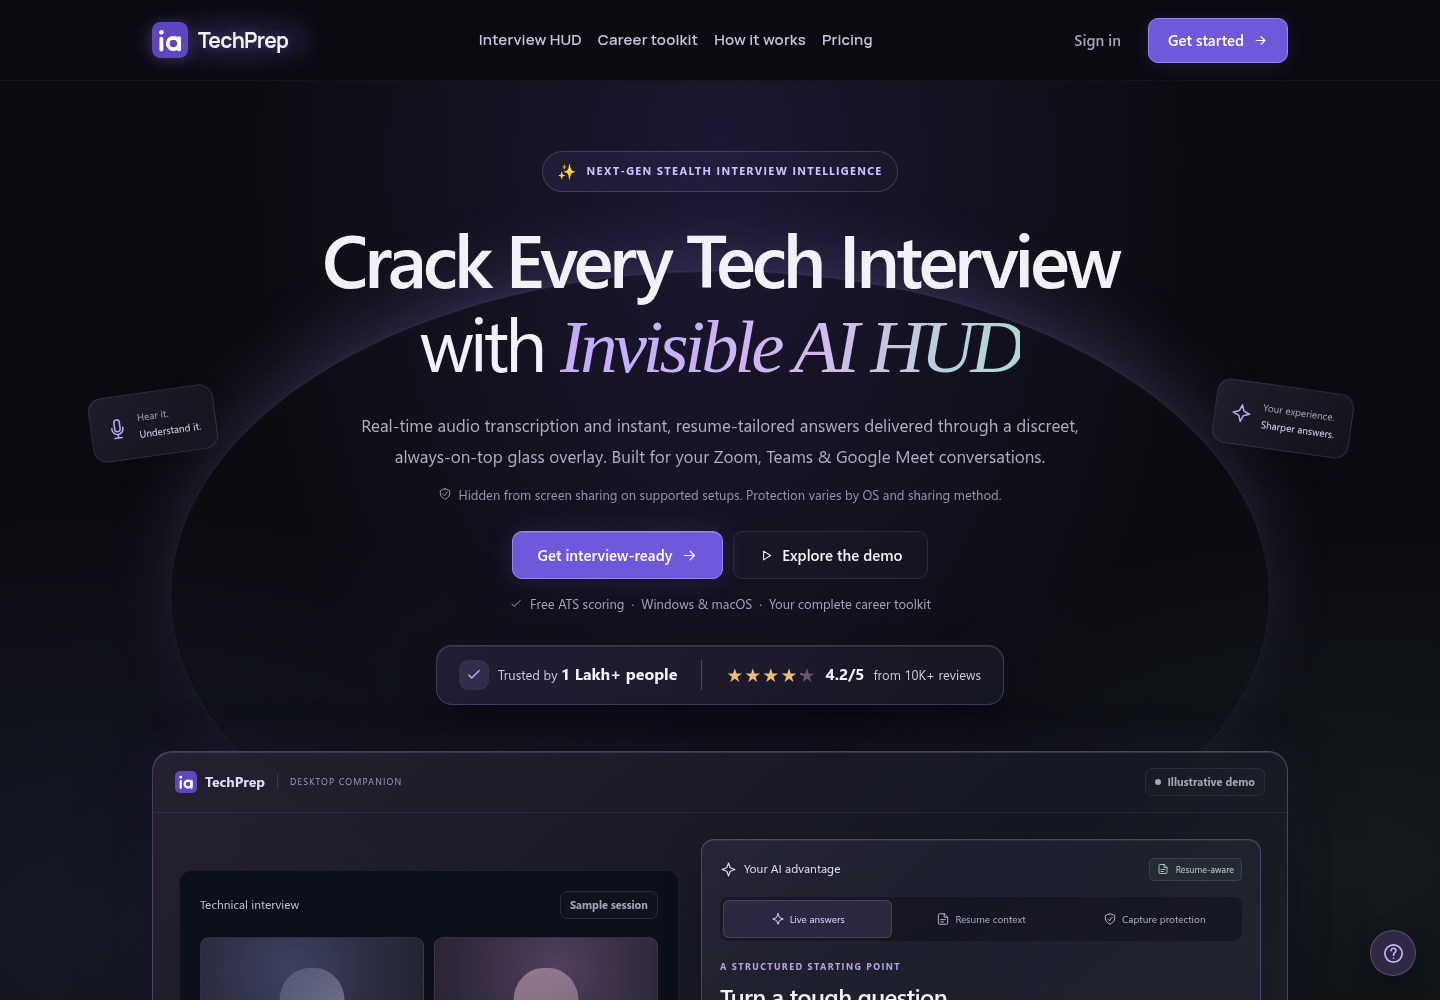 ia TechPrep
Interview HUD Career toolkit How it works Pricing
Sign in
Get started →
✨ NEXT-GEN STEALTH INTERVIEW INTELLIGENCE
Crack Every Tech Interview
with Invisible AI HUD
Hear it.
Understand it.
Your experience.
Sharper answers.
Real-time audio transcription and instant, resume-tailored answers delivered through a discreet,
always-on-top glass overlay. Built for your Zoom, Teams & Google Meet conversations.
Hidden from screen sharing on supported setups. Protection varies by OS and sharing method.
Get interview-ready →
Explore the demo
✓ Free ATS scoring · Windows & macOS · Your complete career toolkit
Trusted by 1 Lakh+ people
★★★★★ 4.2/5 from 10K+ reviews
ia TechPrep
DESKTOP COMPANION
Illustrative demo
Technical interview
Sample session
Your AI advantage
Resume-aware
Live answers
Resume context
Capture protection
A STRUCTURED STARTING POINT
Turn a tough question